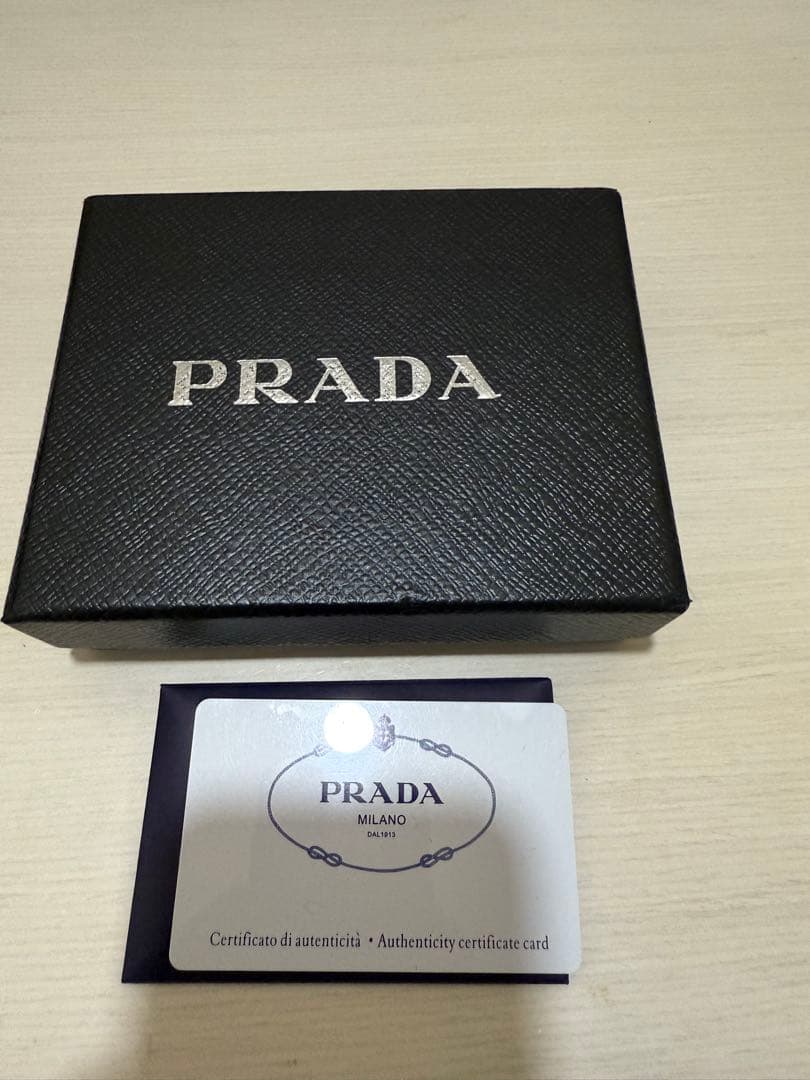 PRADA
PRADA
MILANO
DAL1913
Certificato di autenticità • Authenticity certificate card